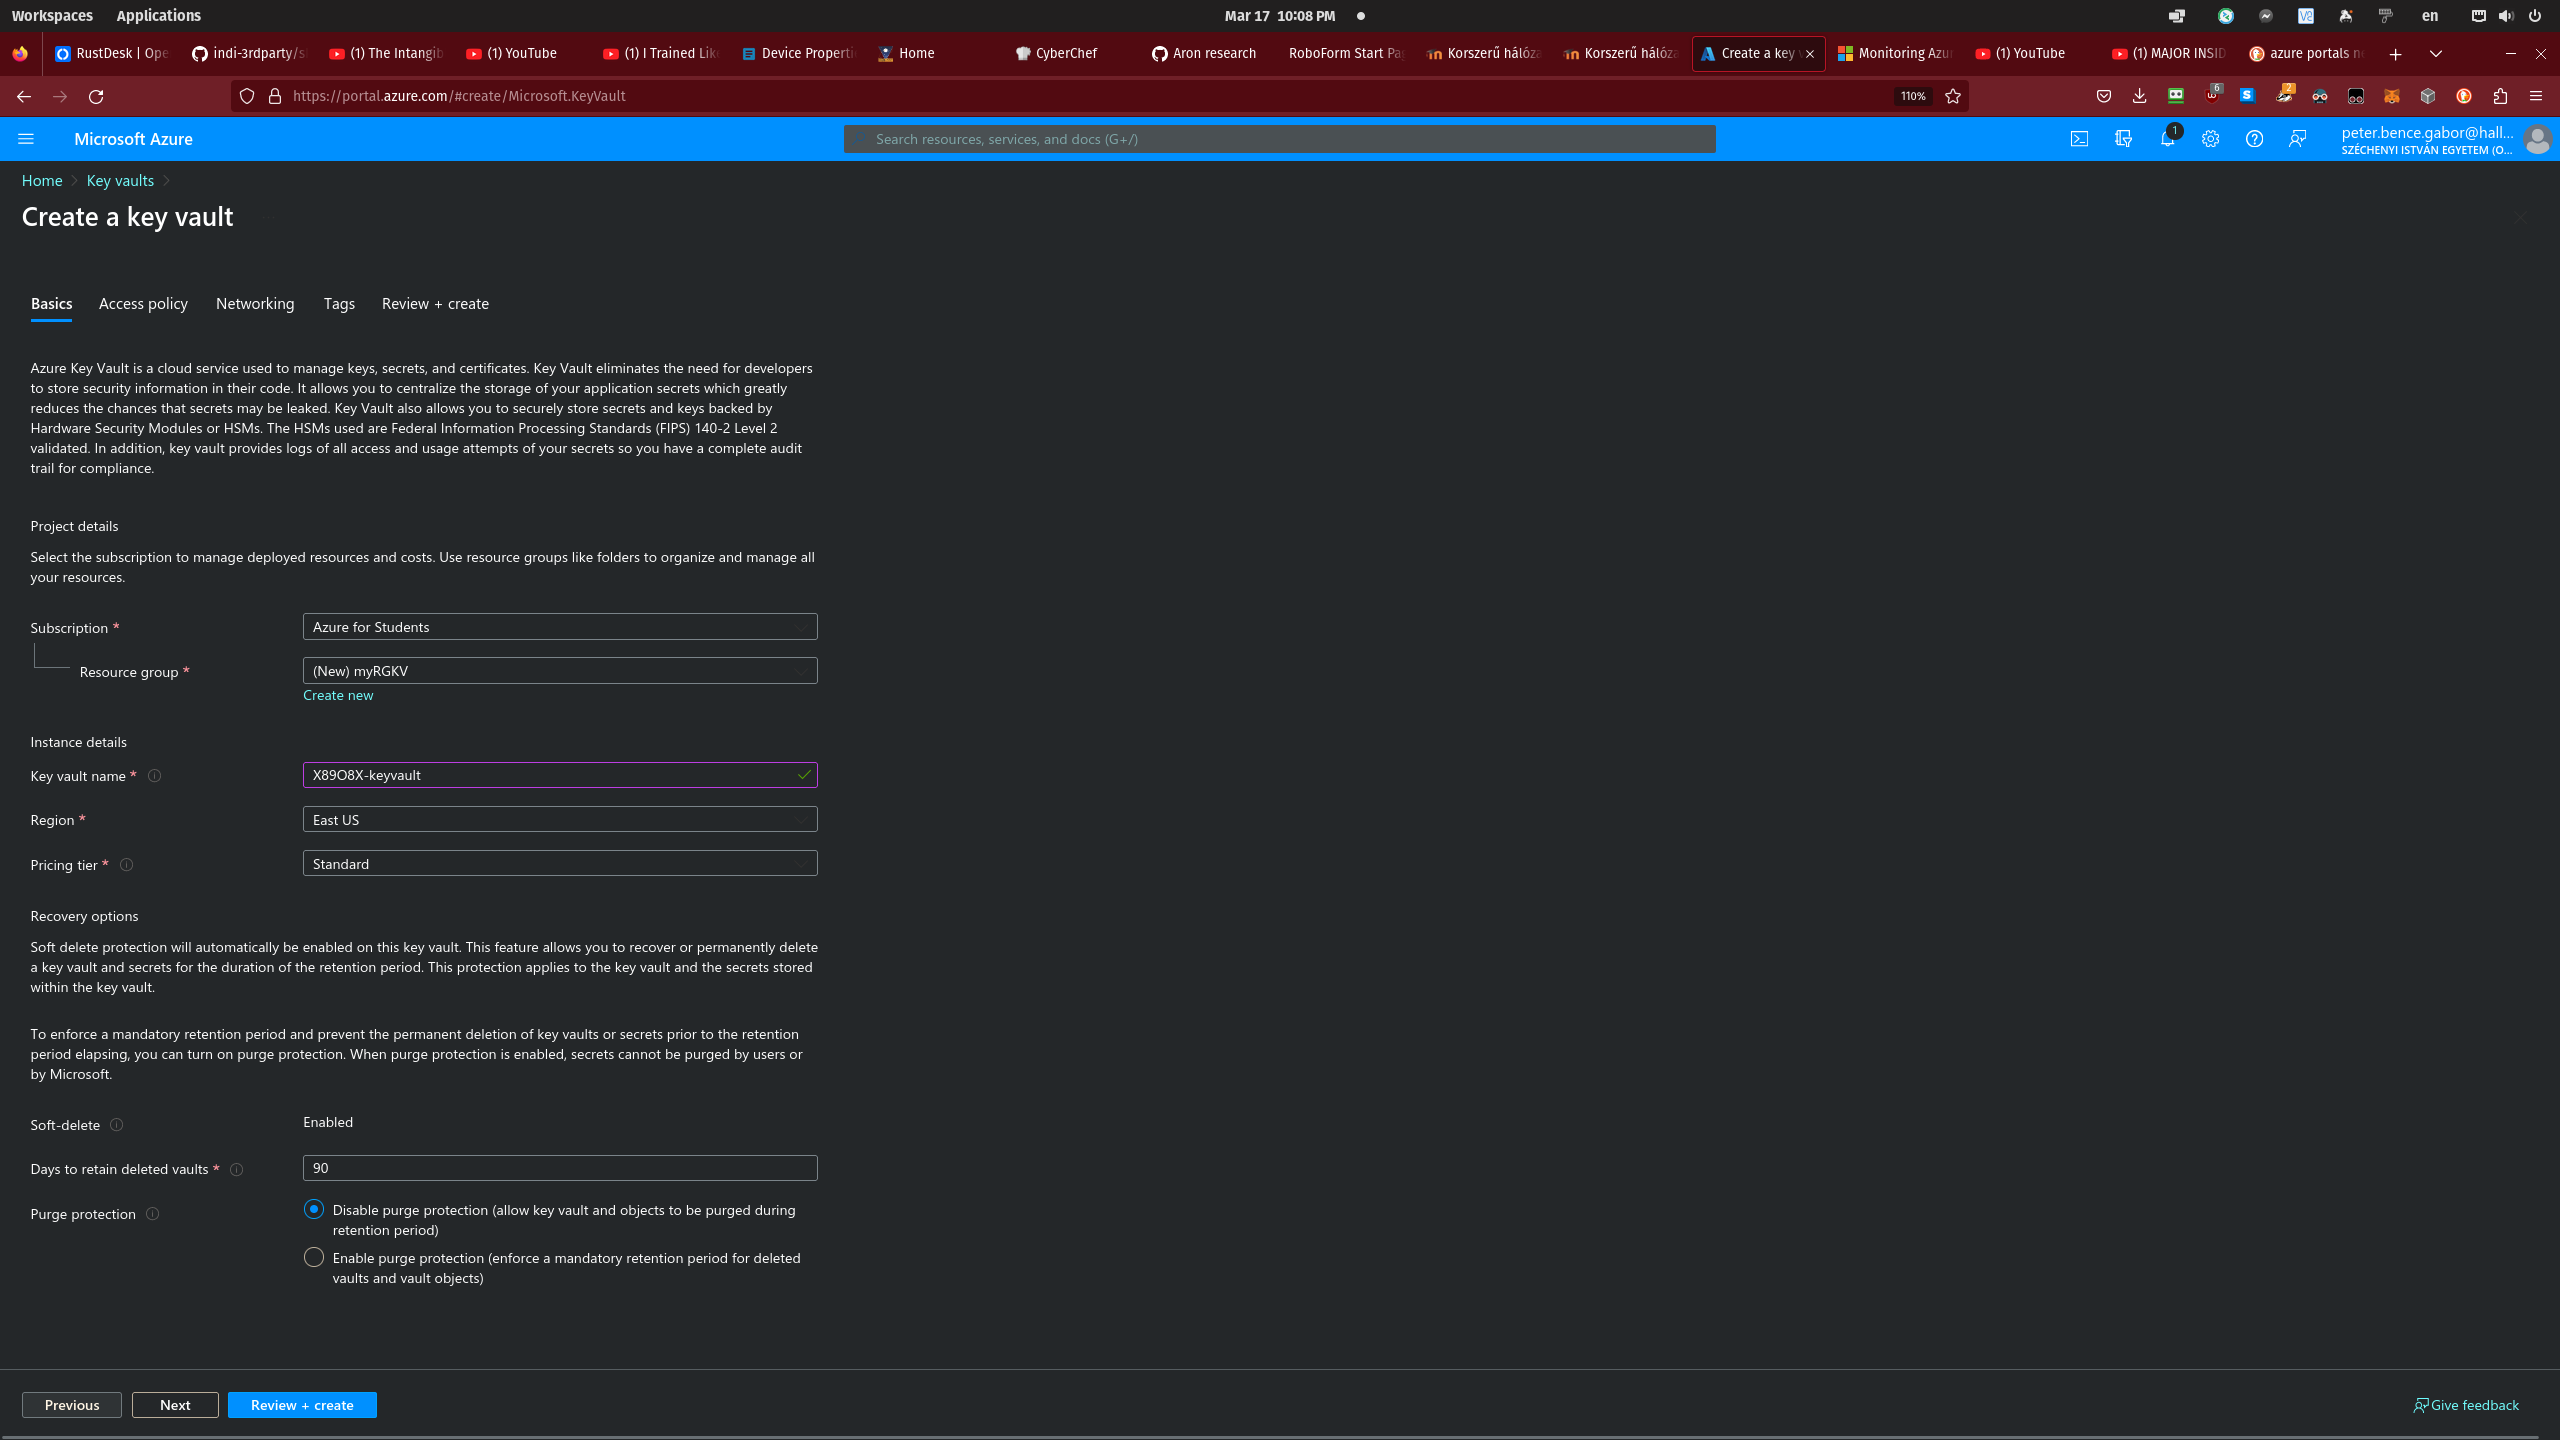 Workspaces Applications Mar 17 10:08 PM en
RustDesk | Ope indi-3rdparty/s (1) The Intangib (1) YouTube (1) I Trained Like Device Properti Home CyberChef Aron research RoboForm Start Pag Korszerű hálóza Korszerű hálóza Create a key v Monitoring Azur (1) YouTube (1) MAJOR INSID azure portals ne
https://portal.azure.com/#create/Microsoft.KeyVault 110% 6 2
Microsoft Azure Search resources, services, and docs (G+/) 1 peter.bence.gabor@hall...
SZÉCHENYI ISTVÁN EGYETEM (O...
Home Key vaults
Create a key vault
Basics Access policy Networking Tags Review + create
Azure Key Vault is a cloud service used to manage keys, secrets, and certificates. Key Vault eliminates the need for developers
to store security information in their code. It allows you to centralize the storage of your application secrets which greatly
reduces the chances that secrets may be leaked. Key Vault also allows you to securely store secrets and keys backed by
Hardware Security Modules or HSMs. The HSMs used are Federal Information Processing Standards (FIPS) 140-2 Level 2
validated. In addition, key vault provides logs of all access and usage attempts of your secrets so you have a complete audit
trail for compliance.
Project details
Select the subscription to manage deployed resources and costs. Use resource groups like folders to organize and manage all
your resources.
Subscription * Azure for Students
Resource group * (New) myRGKV
Create new
Instance details
Key vault name * X89O8X-keyvault
Region * East US
Pricing tier * Standard
Recovery options
Soft delete protection will automatically be enabled on this key vault. This feature allows you to recover or permanently delete
a key vault and secrets for the duration of the retention period. This protection applies to the key vault and the secrets stored
within the key vault.
To enforce a mandatory retention period and prevent the permanent deletion of key vaults or secrets prior to the retention
period elapsing, you can turn on purge protection. When purge protection is enabled, secrets cannot be purged by users or
by Microsoft.
Soft-delete Enabled
Days to retain deleted vaults * 90
Purge protection Disable purge protection (allow key vault and objects to be purged during
retention period)
Enable purge protection (enforce a mandatory retention period for deleted
vaults and vault objects)
Previous Next Review + create Give feedback